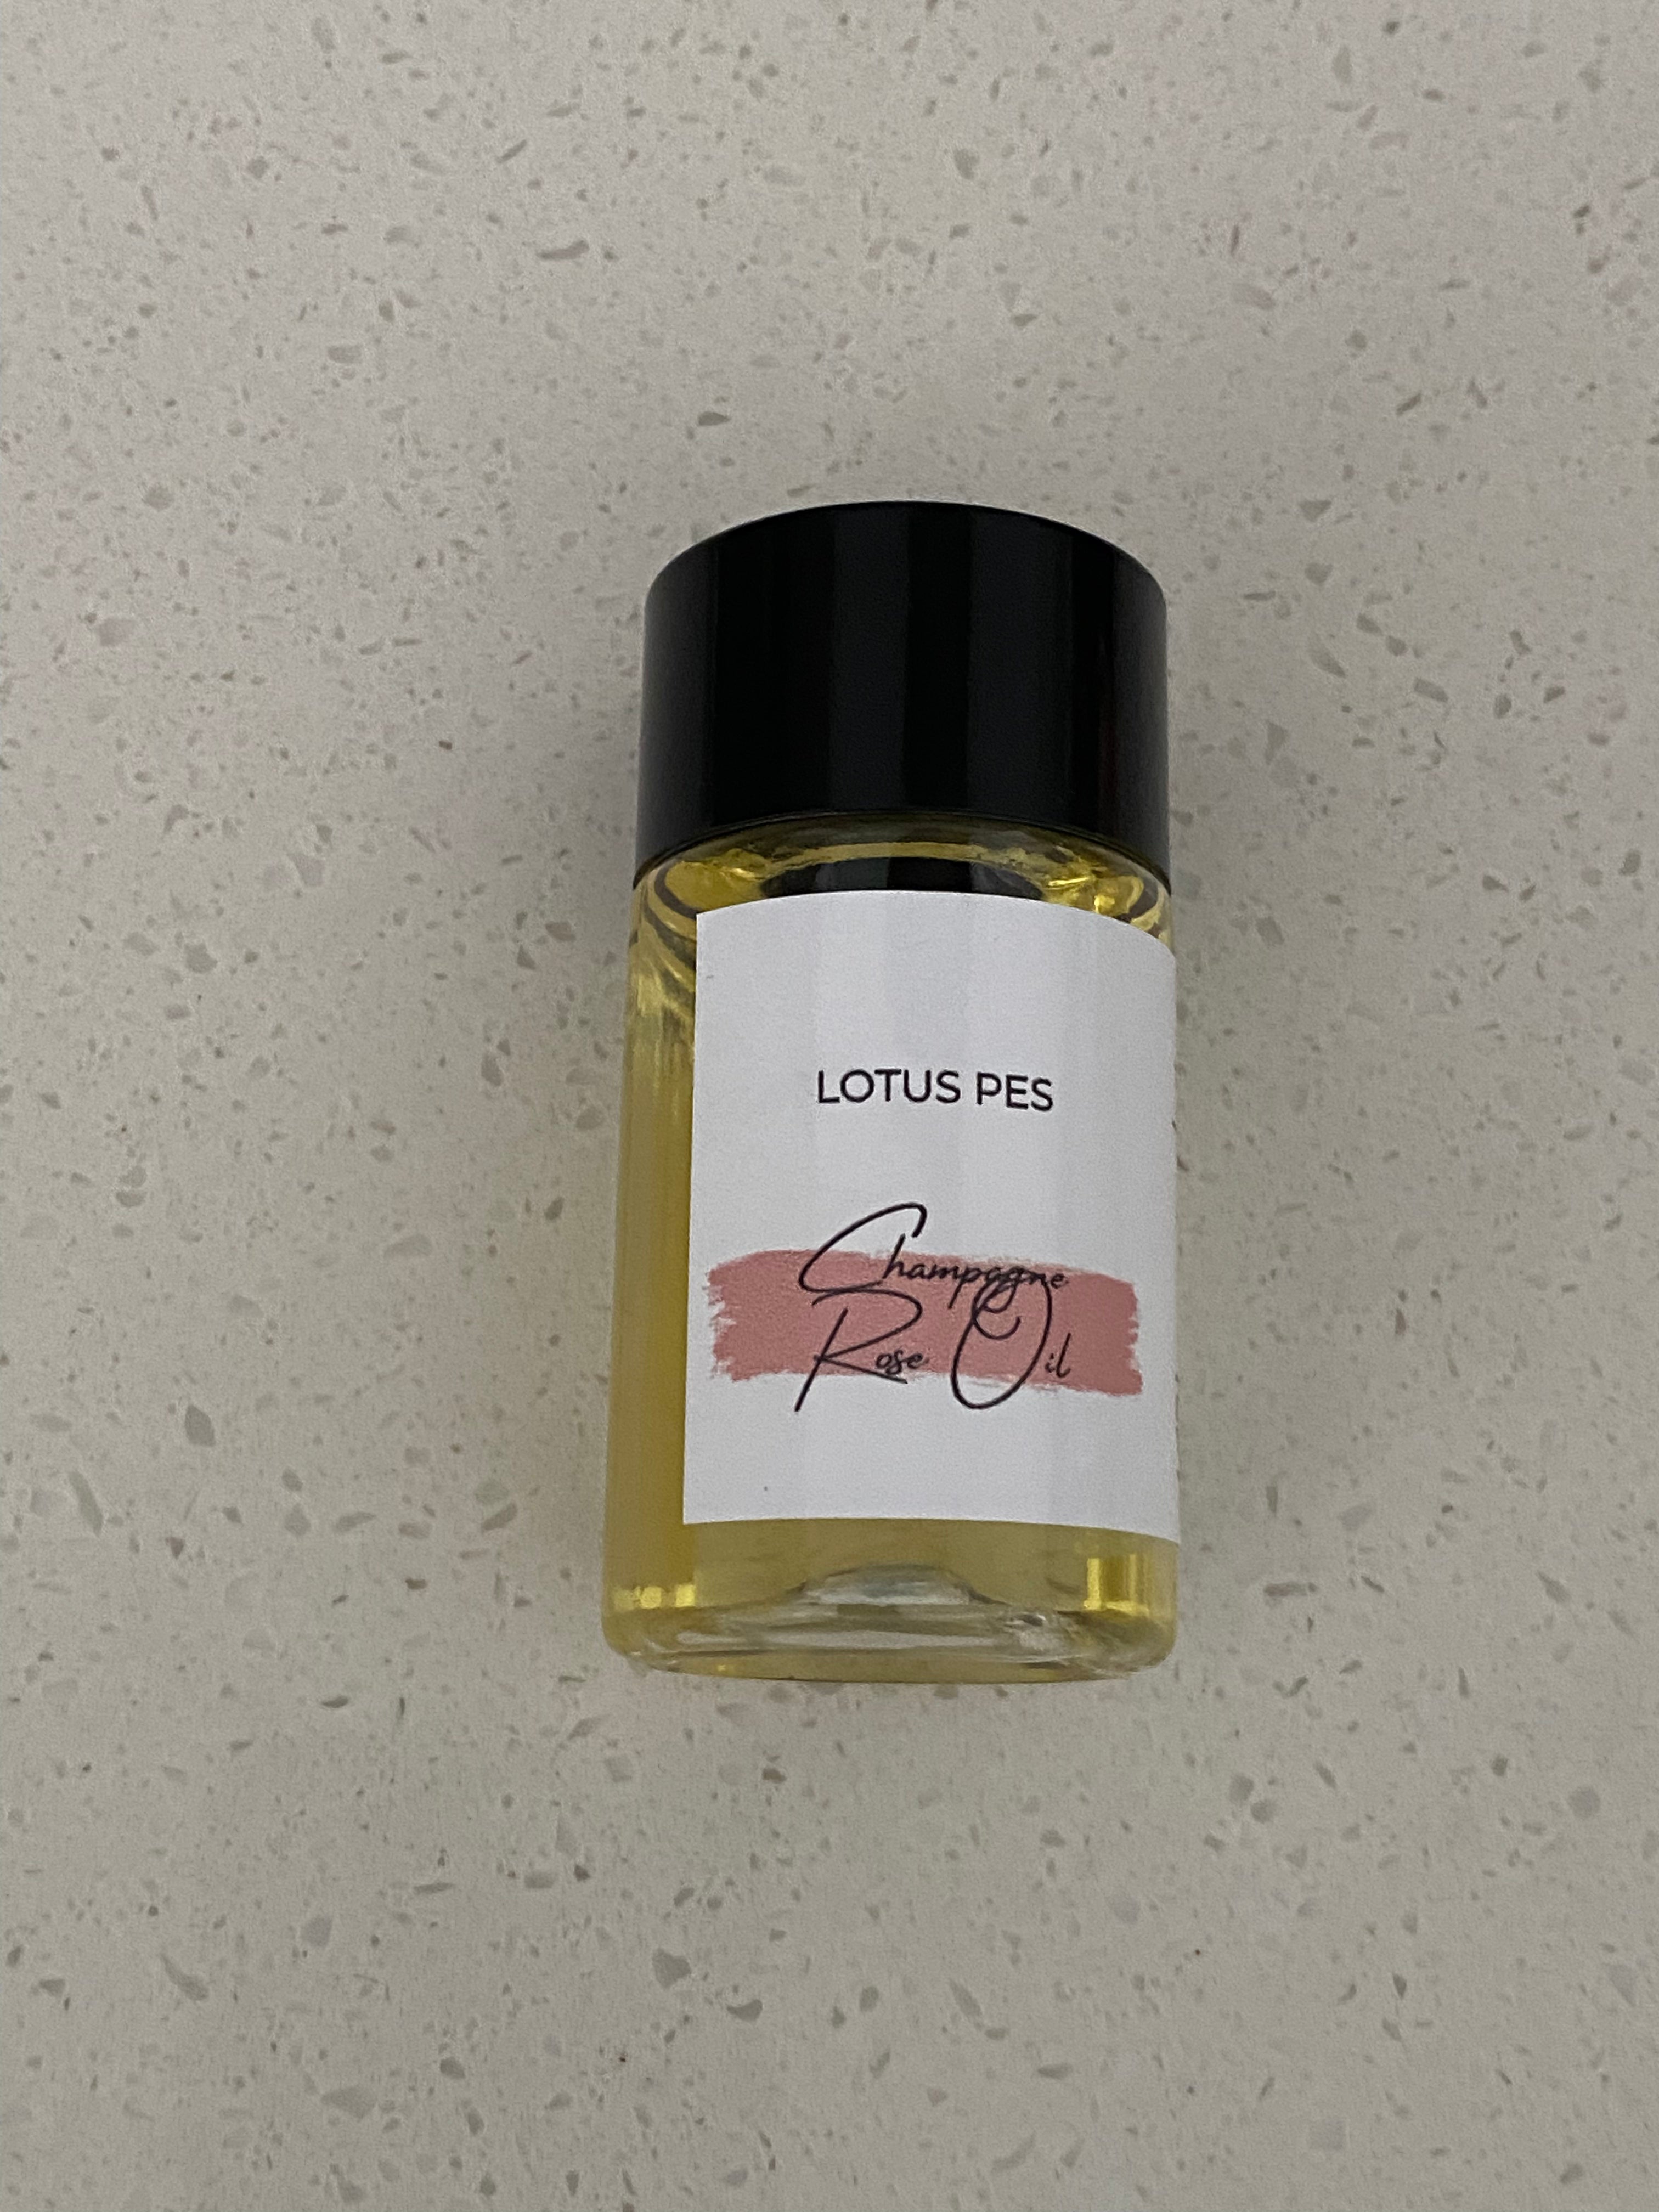 LOTUS PES
Champagne
Rose Oil